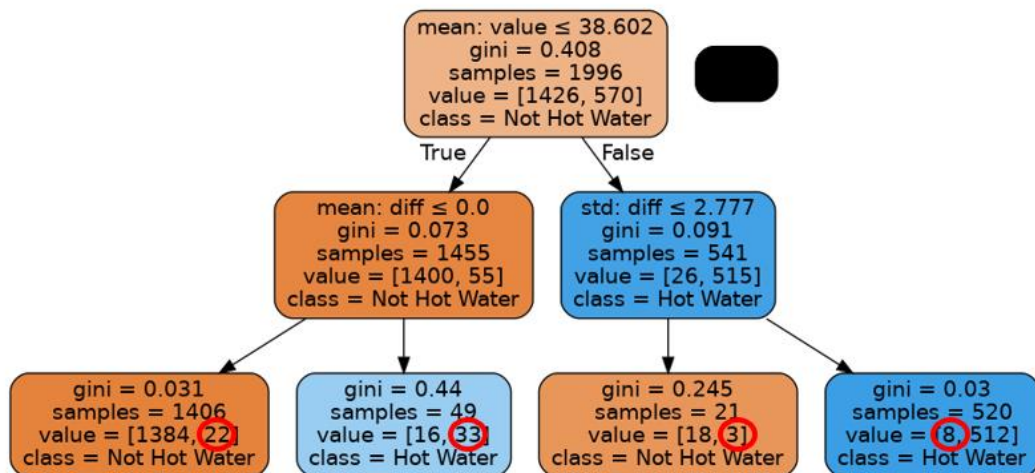 mean: value ≤ 38.602
gini = 0.408
samples = 1996
value = [1426, 570]
class = Not Hot Water
True
False
mean: diff ≤ 0.0
gini = 0.073
samples = 1455
value = [1400, 55]
class = Not Hot Water
std: diff ≤ 2.777
gini = 0.091
samples = 541
value = [26, 515]
class = Hot Water
gini = 0.031
samples = 1406
value = [1384, 22]
class = Not Hot Water
gini = 0.44
samples = 49
value = [16, 33]
class = Hot Water
gini = 0.245
samples = 21
value = [18, 3]
class = Not Hot Water
gini = 0.03
samples = 520
value = [8, 512]
class = Hot Water